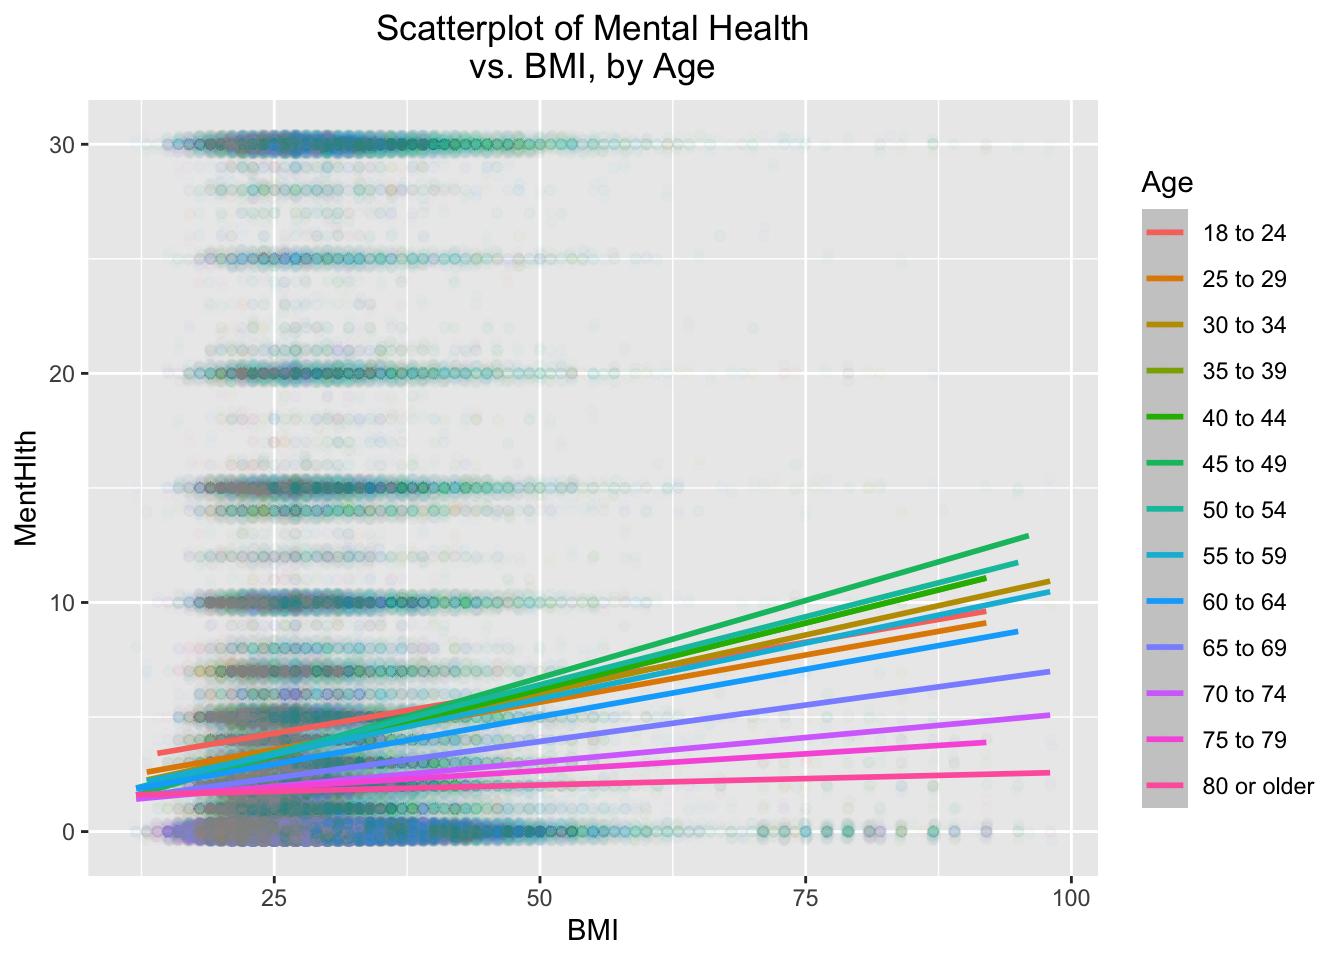 Scatterplot of Mental Health
vs. BMI, by Age
30
20
10
0
MentHlth
25
50
75
100
BMI
Age
18 to 24
25 to 29
30 to 34
35 to 39
40 to 44
45 to 49
50 to 54
55 to 59
60 to 64
65 to 69
70 to 74
75 to 79
80 or older